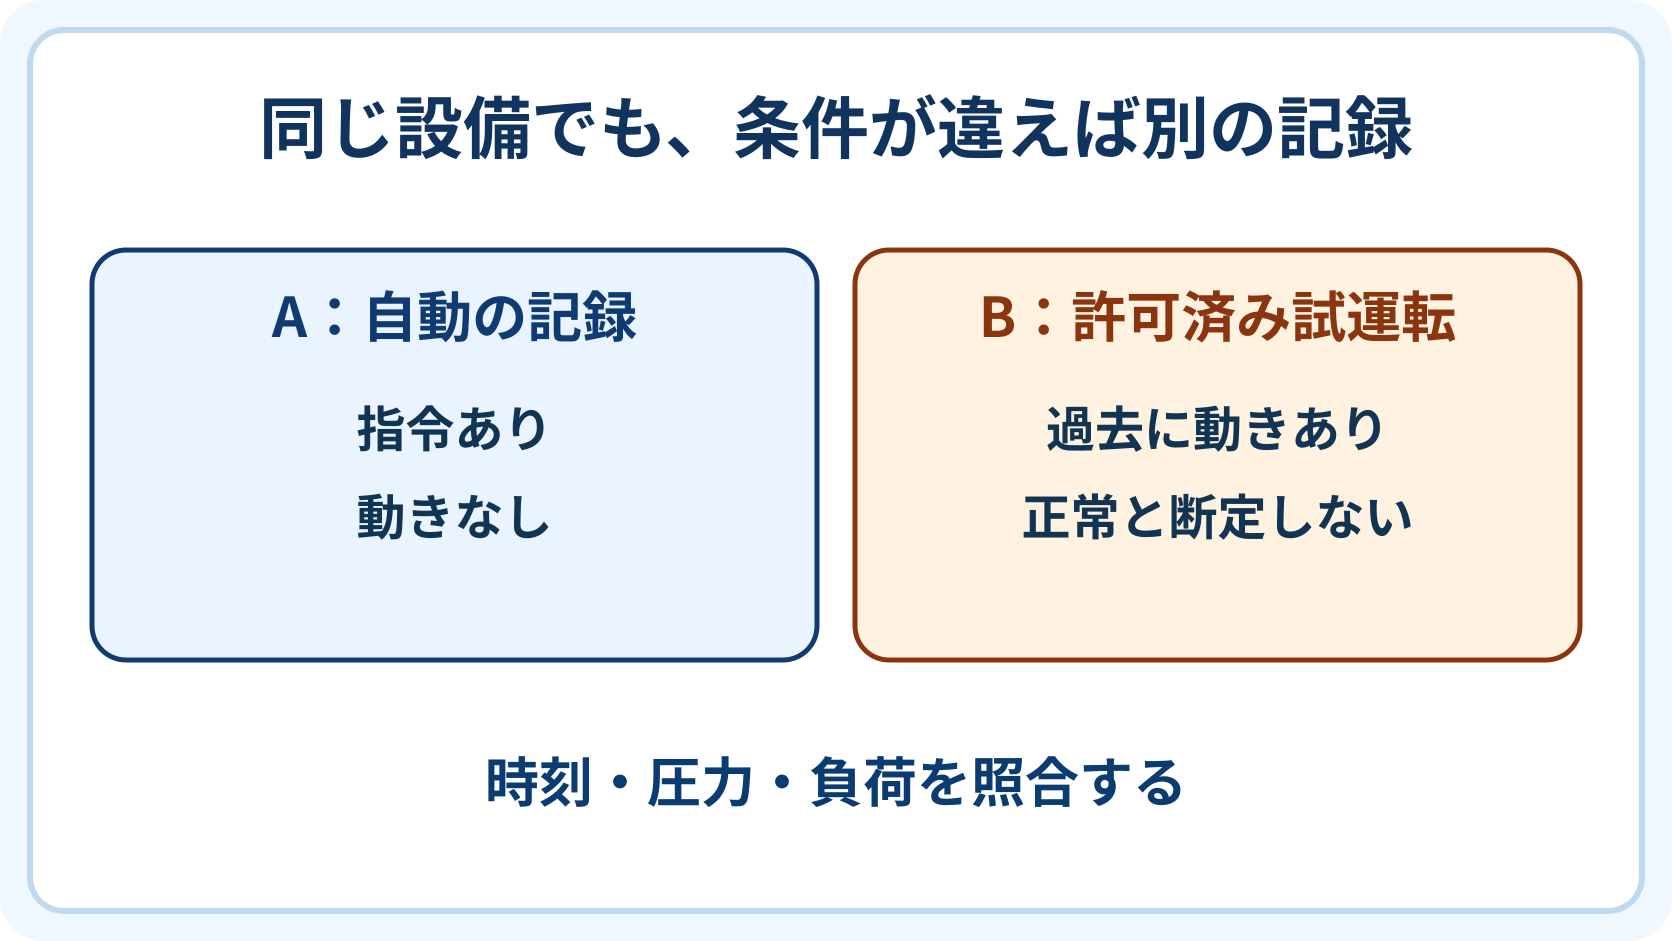 同じ設備でも、条件が違えば別の記録
A：自動の記録
指令あり
動きなし
B：許可済み試運転
過去に動きあり
正常と断定しない
時刻・圧力・負荷を照合する